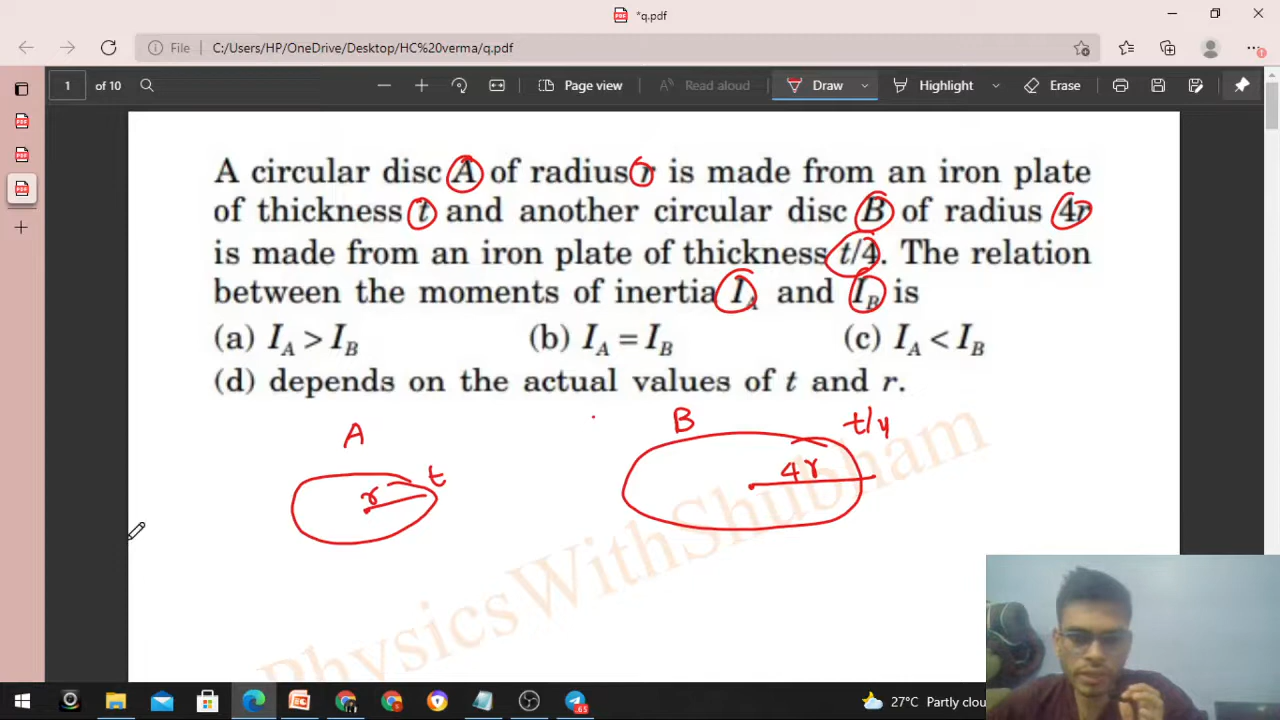 *q.pdf
File C:/Users/HP/OneDrive/Desktop/HC%20verma/q.pdf
1 of 10 Page view Read aloud Draw Highlight Erase
A circular disc A of radius r is made from an iron plate
of thickness t and another circular disc B of radius 4r
is made from an iron plate of thickness t/4. The relation
between the moments of inertia I_A and I_B is
(a) I_A > I_B (b) I_A = I_B (c) I_A < I_B
(d) depends on the actual values of t and r.
A B t/4
r t 4r
PhysicsWithShubham
27°C Partly clou